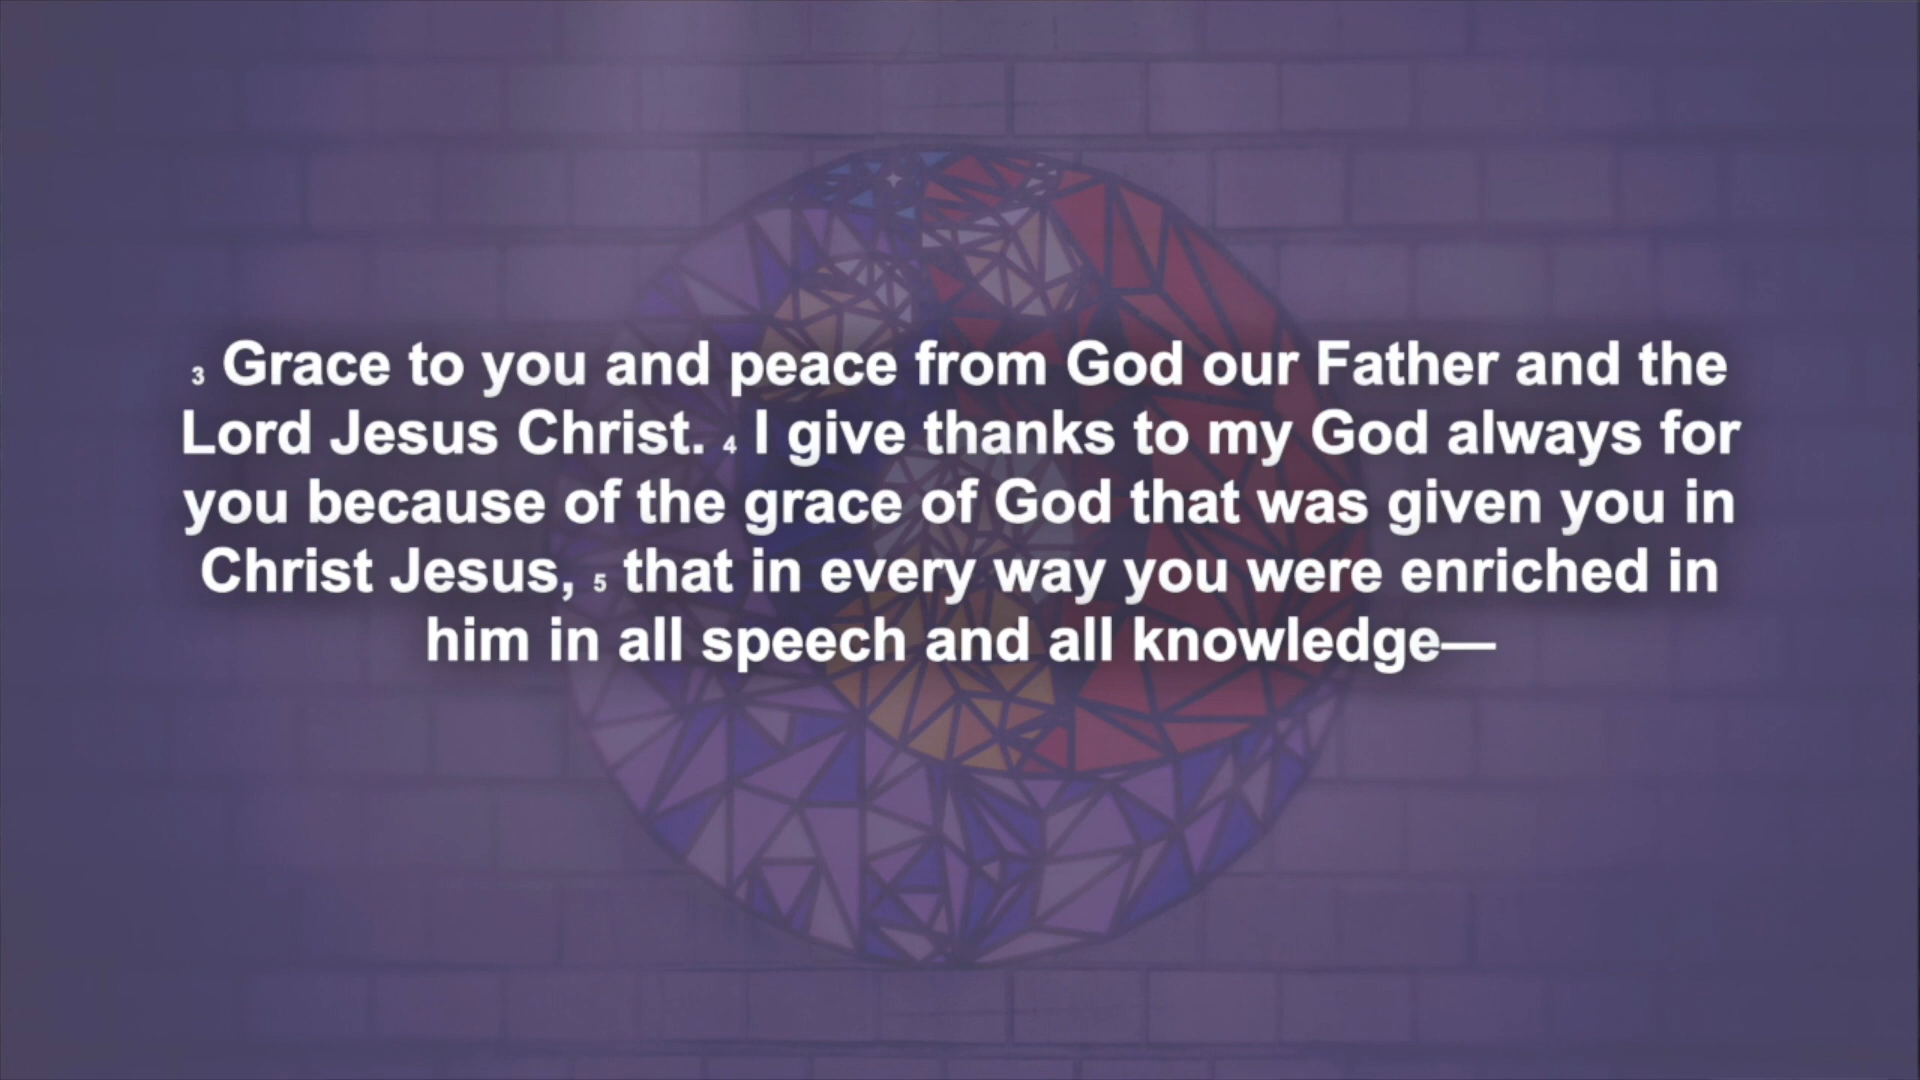 3 Grace to you and peace from God our Father and the
Lord Jesus Christ. 4 I give thanks to my God always for
you because of the grace of God that was given you in
Christ Jesus, 5 that in every way you were enriched in
him in all speech and all knowledge—